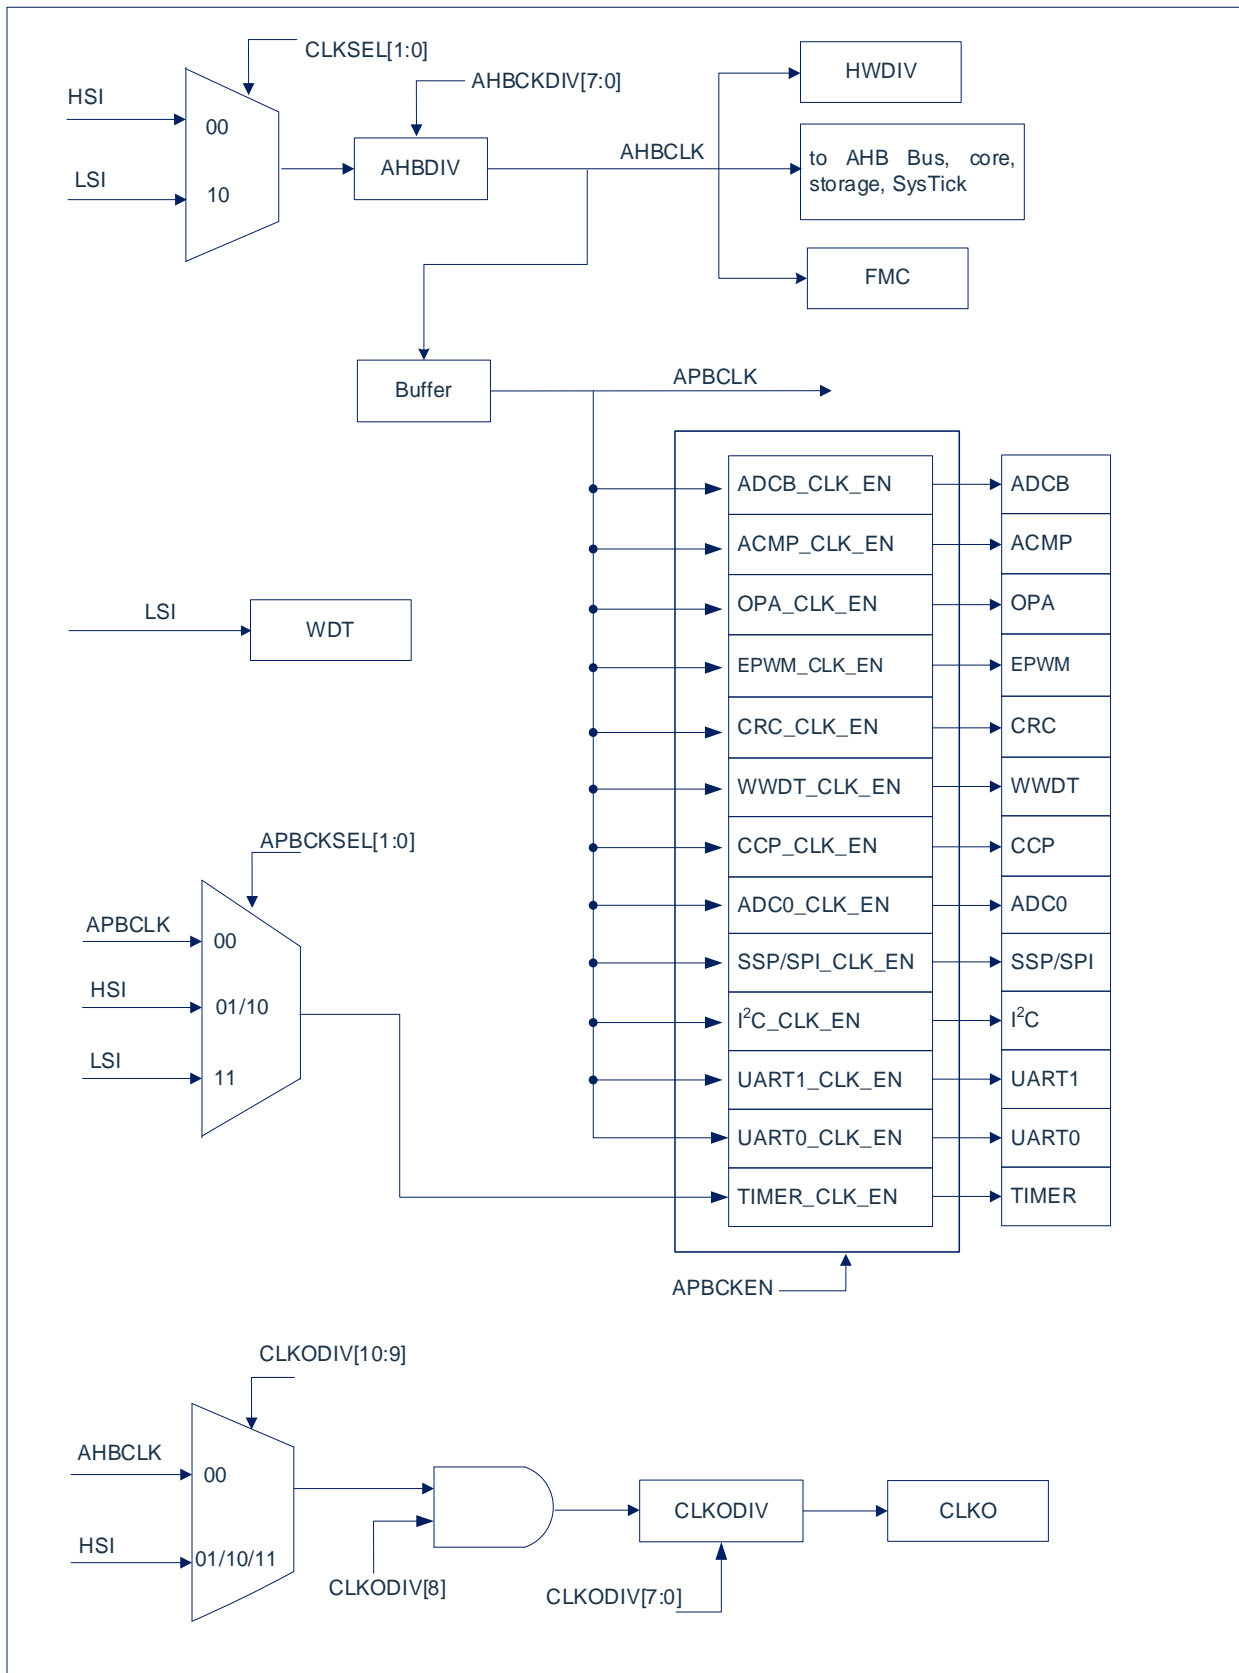 CLKSEL[1:0]
HSI
00
LSI
10
AHBCKDIV[7:0]
AHBDIV
AHBCLK
HWDIV
to AHB Bus, core,
storage, SysTick
FMC
Buffer
APBCLK
ADCB_CLK_EN
ADCB
ACMP_CLK_EN
ACMP
OPA_CLK_EN
OPA
EPWM_CLK_EN
EPWM
CRC_CLK_EN
CRC
WWDT_CLK_EN
WWDT
CCP_CLK_EN
CCP
ADC0_CLK_EN
ADC0
SSP/SPI_CLK_EN
SSP/SPI
I²C_CLK_EN
I²C
UART1_CLK_EN
UART1
UART0_CLK_EN
UART0
TIMER_CLK_EN
TIMER
APBCKEN
LSI
WDT
APBCKSEL[1:0]
APBCLK
00
HSI
01/10
LSI
11
CLKODIV[10:9]
AHBCLK
00
HSI
01/10/11
CLKODIV[8]
CLKODIV
CLKODIV[7:0]
CLKO